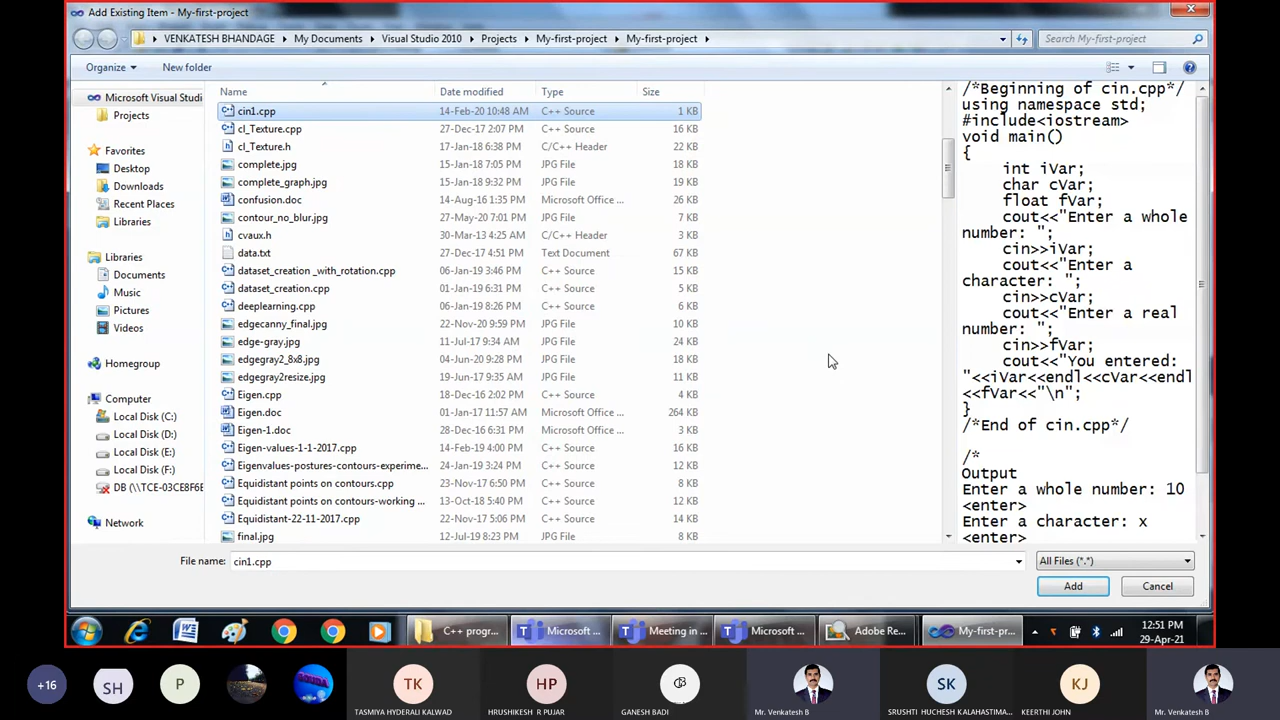 Add Existing Item - My-first-project
VENKATESH BHANDAGE
My Documents
Visual Studio 2010
Projects
My-first-project
My-first-project
Search My-first-project
Organize
New folder
Microsoft Visual Studi
Projects
Favorites
Desktop
Downloads
Recent Places
Libraries
Libraries
Documents
Music
Pictures
Videos
Homegroup
Computer
Local Disk (C:)
Local Disk (D:)
Local Disk (E:)
Local Disk (F:)
DB (\\TCE-03CE8F6E
Network
Name Date modified Type Size
cin1.cpp 14-Feb-20 10:48 AM C++ Source 1 KB
cl_Texture.cpp 27-Dec-17 2:07 PM C++ Source 16 KB
cl_Texture.h 17-Jan-18 6:38 PM C/C++ Header 22 KB
complete.jpg 15-Jan-18 7:05 PM JPG File 18 KB
complete_graph.jpg 15-Jan-18 9:32 PM JPG File 19 KB
confusion.doc 14-Aug-16 1:35 PM Microsoft Office ... 26 KB
contour_no_blur.jpg 27-May-20 7:01 PM JPG File 7 KB
cvaux.h 30-Mar-13 4:25 AM C/C++ Header 3 KB
data.txt 27-Dec-17 4:51 PM Text Document 67 KB
dataset_creation _with_rotation.cpp 06-Jan-19 3:46 PM C++ Source 15 KB
dataset_creation.cpp 01-Jan-19 6:31 PM C++ Source 5 KB
deeplearning.cpp 06-Jan-19 8:26 PM C++ Source 6 KB
edgecanny_final.jpg 22-Nov-20 9:59 PM JPG File 10 KB
edge-gray.jpg 11-Jul-17 9:34 AM JPG File 24 KB
edgegray2_8x8.jpg 04-Jun-20 9:28 PM JPG File 18 KB
edgegray2resize.jpg 19-Jun-17 9:35 AM JPG File 11 KB
Eigen.cpp 18-Dec-16 2:02 PM C++ Source 4 KB
Eigen.doc 01-Jan-17 11:57 AM Microsoft Office ... 264 KB
Eigen-1.doc 28-Dec-16 6:31 PM Microsoft Office ... 3 KB
Eigen-values-1-1-2017.cpp 14-Feb-19 4:00 PM C++ Source 16 KB
Eigenvalues-postures-contours-experime... 24-Jan-19 3:24 PM C++ Source 12 KB
Equidistant points on contours.cpp 23-Nov-17 6:50 PM C++ Source 8 KB
Equidistant points on contours-working ... 13-Oct-18 5:40 PM C++ Source 12 KB
Equidistant-22-11-2017.cpp 22-Nov-17 5:06 PM C++ Source 14 KB
final.jpg 12-Jul-19 8:23 PM JPG File 8 KB
/*Beginning of cin.cpp*/
using namespace std;
#include<iostream>
void main()
{
int iVar;
char cVar;
float fVar;
cout<<"Enter a whole
number: ";
cin>>iVar;
cout<<"Enter a
character: ";
cin>>cVar;
cout<<"Enter a real
number: ";
cin>>fVar;
cout<<"You entered:
"<<iVar<<endl<<cVar<<endl
<<fVar<<"\n";
}
/*End of cin.cpp*/
/*
Output
Enter a whole number: 10
<enter>
Enter a character: x
<enter>
File name: cin1.cpp
All Files (*.*)
Add
Cancel
C++ progr...
Microsoft ...
Meeting in ...
Microsoft ...
Adobe Re...
My-first-pr...
12:51 PM
29-Apr-21
+16
SH
P
GOUDA
TK
TASMIYA HYDERALI KALWAD
HP
HRUSHIKESH R PUJAR
GB
GANESH BADI
Mr. Venkatesh B
SK
SRUSHTI HUCHESH KALAHASTIMA...
KJ
KEERTHI JOHN
Mr. Venkatesh B